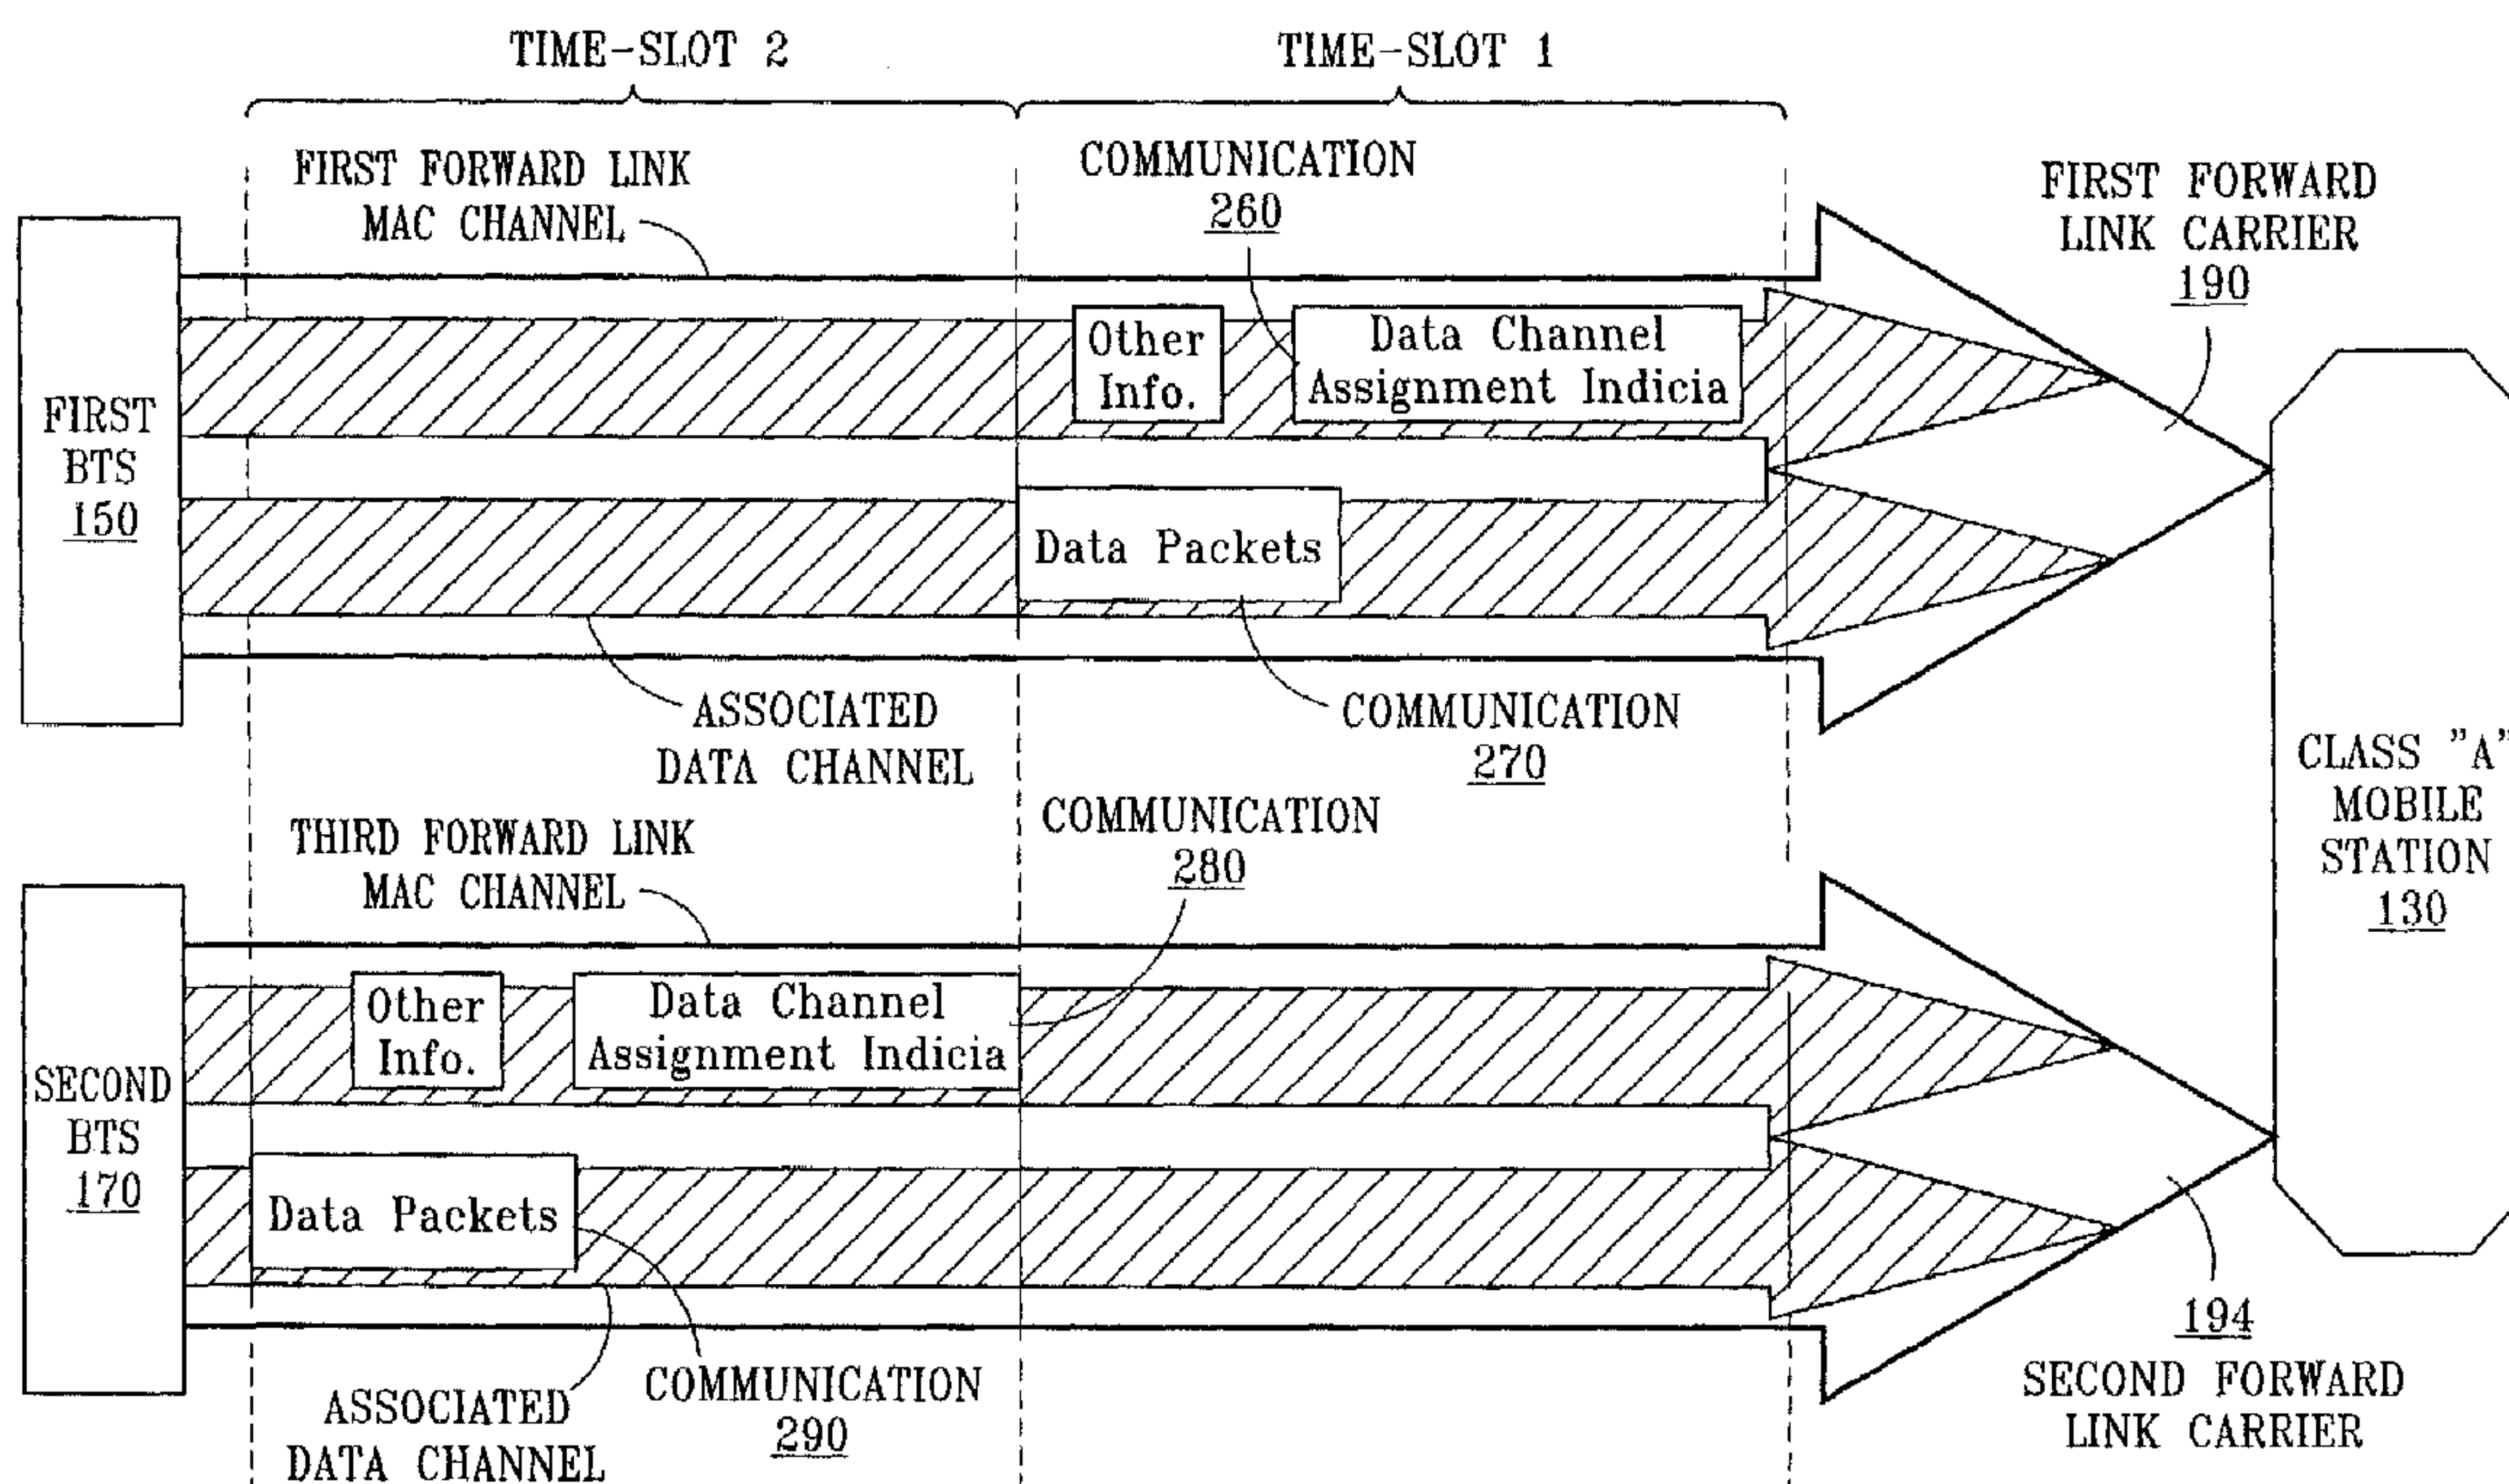 TIME-SLOT 2
TIME-SLOT 1
FIRST FORWARD LINK
MAC CHANNEL
COMMUNICATION
260
FIRST FORWARD
LINK CARRIER
190
FIRST
BTS
150
Other
Info.
Data Channel
Assignment Indicia
Data Packets
ASSOCIATED
DATA CHANNEL
COMMUNICATION
270
CLASS "A"
MOBILE
STATION
130
THIRD FORWARD LINK
MAC CHANNEL
COMMUNICATION
280
SECOND
BTS
170
Other
Info.
Data Channel
Assignment Indicia
Data Packets
ASSOCIATED
DATA CHANNEL
COMMUNICATION
290
194
SECOND FORWARD
LINK CARRIER